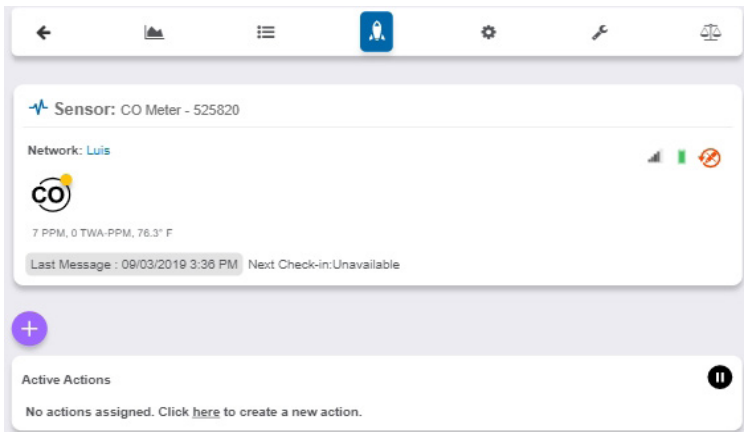 Sensor: CO Meter - 525820
Network: Luis
CO
7 PPM, 0 TWA-PPM, 76.3° F
Last Message : 09/03/2019 3:36 PM Next Check-in:Unavailable
Active Actions
No actions assigned. Click here to create a new action.